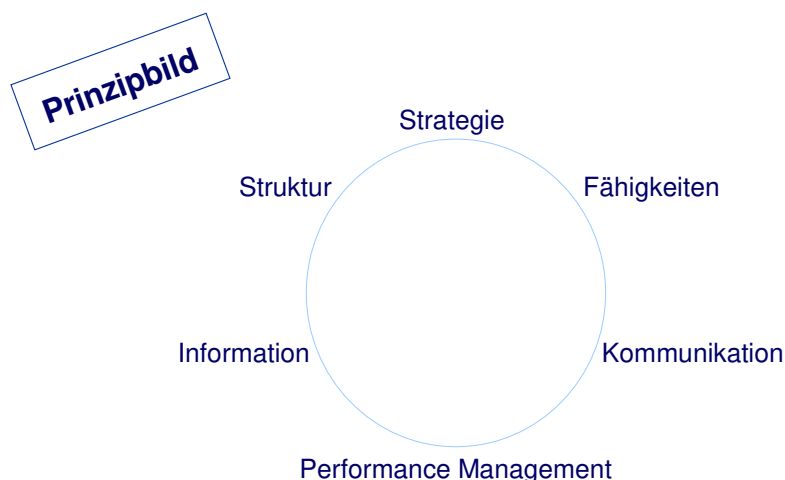 Prinzipbild
Strategie
Struktur
Fähigkeiten
Information
Kommunikation
Performance Management